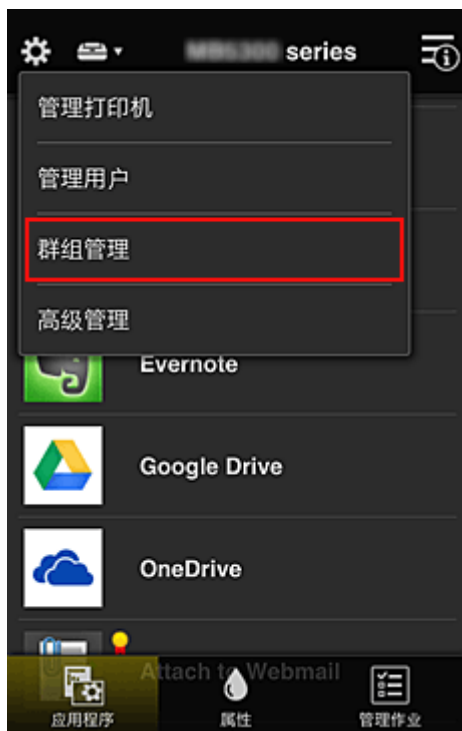 series
管理打印机
管理用户
群组管理
高级管理
Evernote
Google Drive
OneDrive
Attach to Webmail
应用程序
属性
管理作业